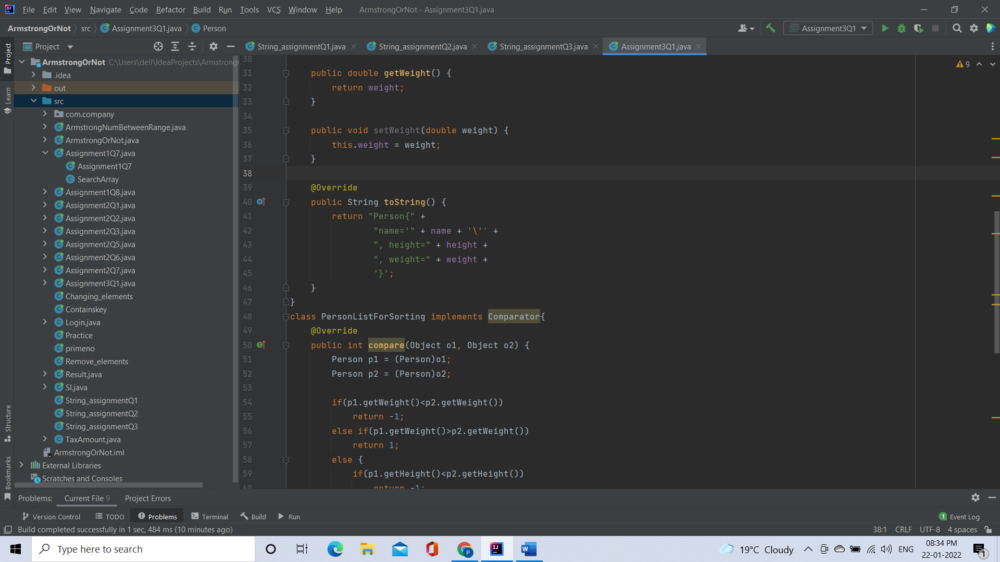 File Edit View Navigate Code Refactor Build Run Tools VCS Window Help ArmstrongOrNot - Assignment3Q1.java
ArmstrongOrNot src Assignment3Q1.java Person Assignment3Q1
Project
String_assignmentQ1.java String_assignmentQ2.java String_assignmentQ3.java Assignment3Q1.java
Project
Learn
Structure
Bookmarks
ArmstrongOrNot C:\Users\dell\IdeaProjects\Armstrong
.idea
out
src
com.company
ArmstrongNumBetweenRange.java
ArmstrongOrNot.java
Assignment1Q7.java
Assignment1Q7
SearchArray
Assignment1Q8.java
Assignment2Q1.java
Assignment2Q2.java
Assignment2Q3.java
Assignment2Q5.java
Assignment2Q6.java
Assignment2Q7.java
Assignment3Q1.java
Changing_elements
Containskey
Login.java
Practice
primeno
Remove_elements
Result.java
SI.java
String_assignmentQ1
String_assignmentQ2
String_assignmentQ3
TaxAmount.java
ArmstrongOrNot.iml
External Libraries
Scratches and Consoles
9
30
31 public double getWeight() {
32 return weight;
33 }
34
35 public void setWeight(double weight) {
36 this.weight = weight;
37 }
38
39 @Override
40 public String toString() {
41 return "Person{" +
42 "name='" + name + '\'' +
43 ", height=" + height +
44 ", weight=" + weight +
45 '}';
46 }
47 }
48 class PersonListForSorting implements Comparator{
49 @Override
50 public int compare(Object o1, Object o2) {
51 Person p1 = (Person)o1;
52 Person p2 = (Person)o2;
53
54 if(p1.getWeight()<p2.getWeight())
55 return -1;
56 else if(p1.getWeight()>p2.getWeight())
57 return 1;
58 else {
59 if(p1.getHeight()<p2.getHeight())
60 return -1;
Problems: Current File 9 Project Errors
Version Control TODO Problems Terminal Build Run 1 Event Log
Build completed successfully in 1 sec, 484 ms (10 minutes ago) 38:1 CRLF UTF-8 4 spaces
Type here to search
19°C Cloudy ENG
08:34 PM
22-01-2022
1